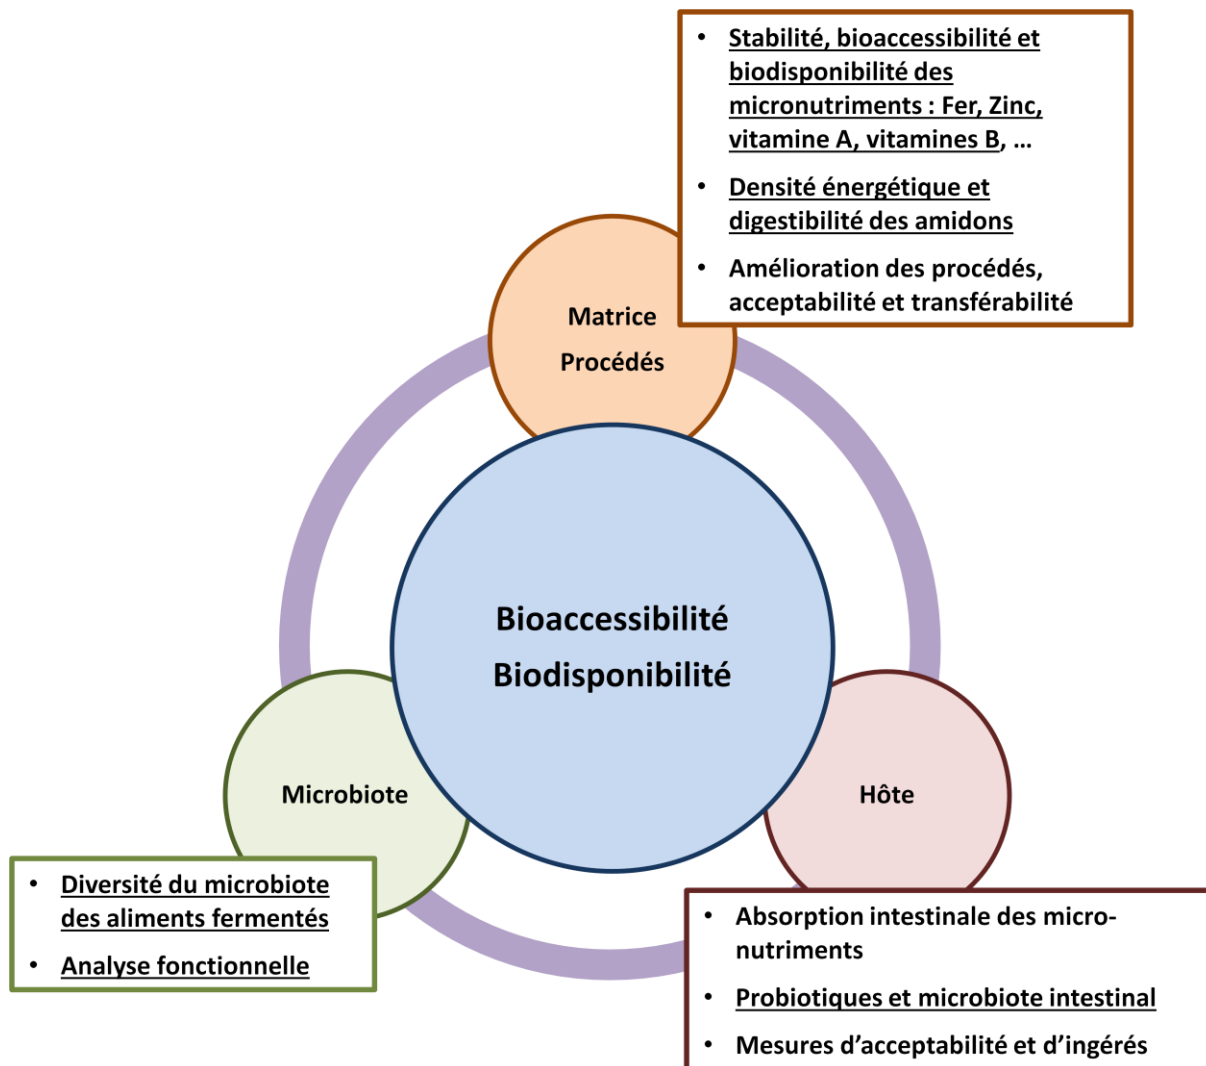 • Stabilité, bioaccessibilité et
biodisponibilité des
micronutriments : Fer, Zinc,
vitamine A, vitamines B, ...
• Densité énergétique et
digestibilité des amidons
• Amélioration des procédés,
acceptabilité et transférabilité
Matrice
Procédés
Bioaccessibilité
Biodisponibilité
Microbiote
Hôte
• Diversité du microbiote
des aliments fermentés
• Analyse fonctionnelle
• Absorption intestinale des micro-
nutriments
• Probiotiques et microbiote intestinal
• Mesures d’acceptabilité et d’ingérés